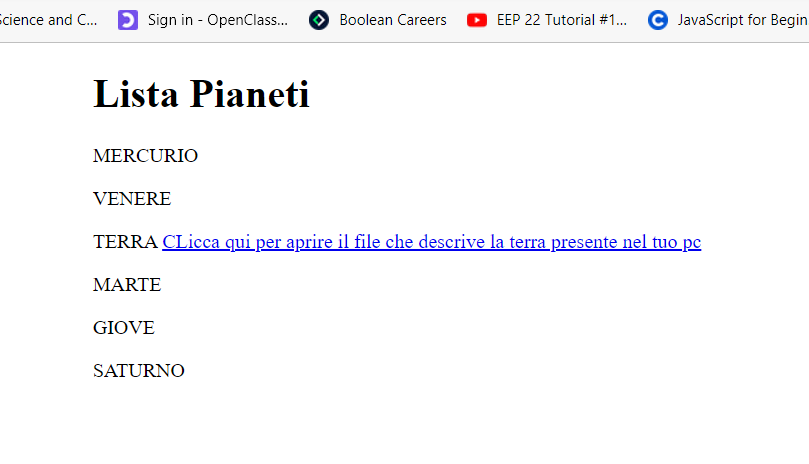 Science and C... Sign in - OpenClass... Boolean Careers EEP 22 Tutorial #1... JavaScript for Begin
Lista Pianeti
MERCURIO
VENERE
TERRA CLicca qui per aprire il file che descrive la terra presente nel tuo pc
MARTE
GIOVE
SATURNO